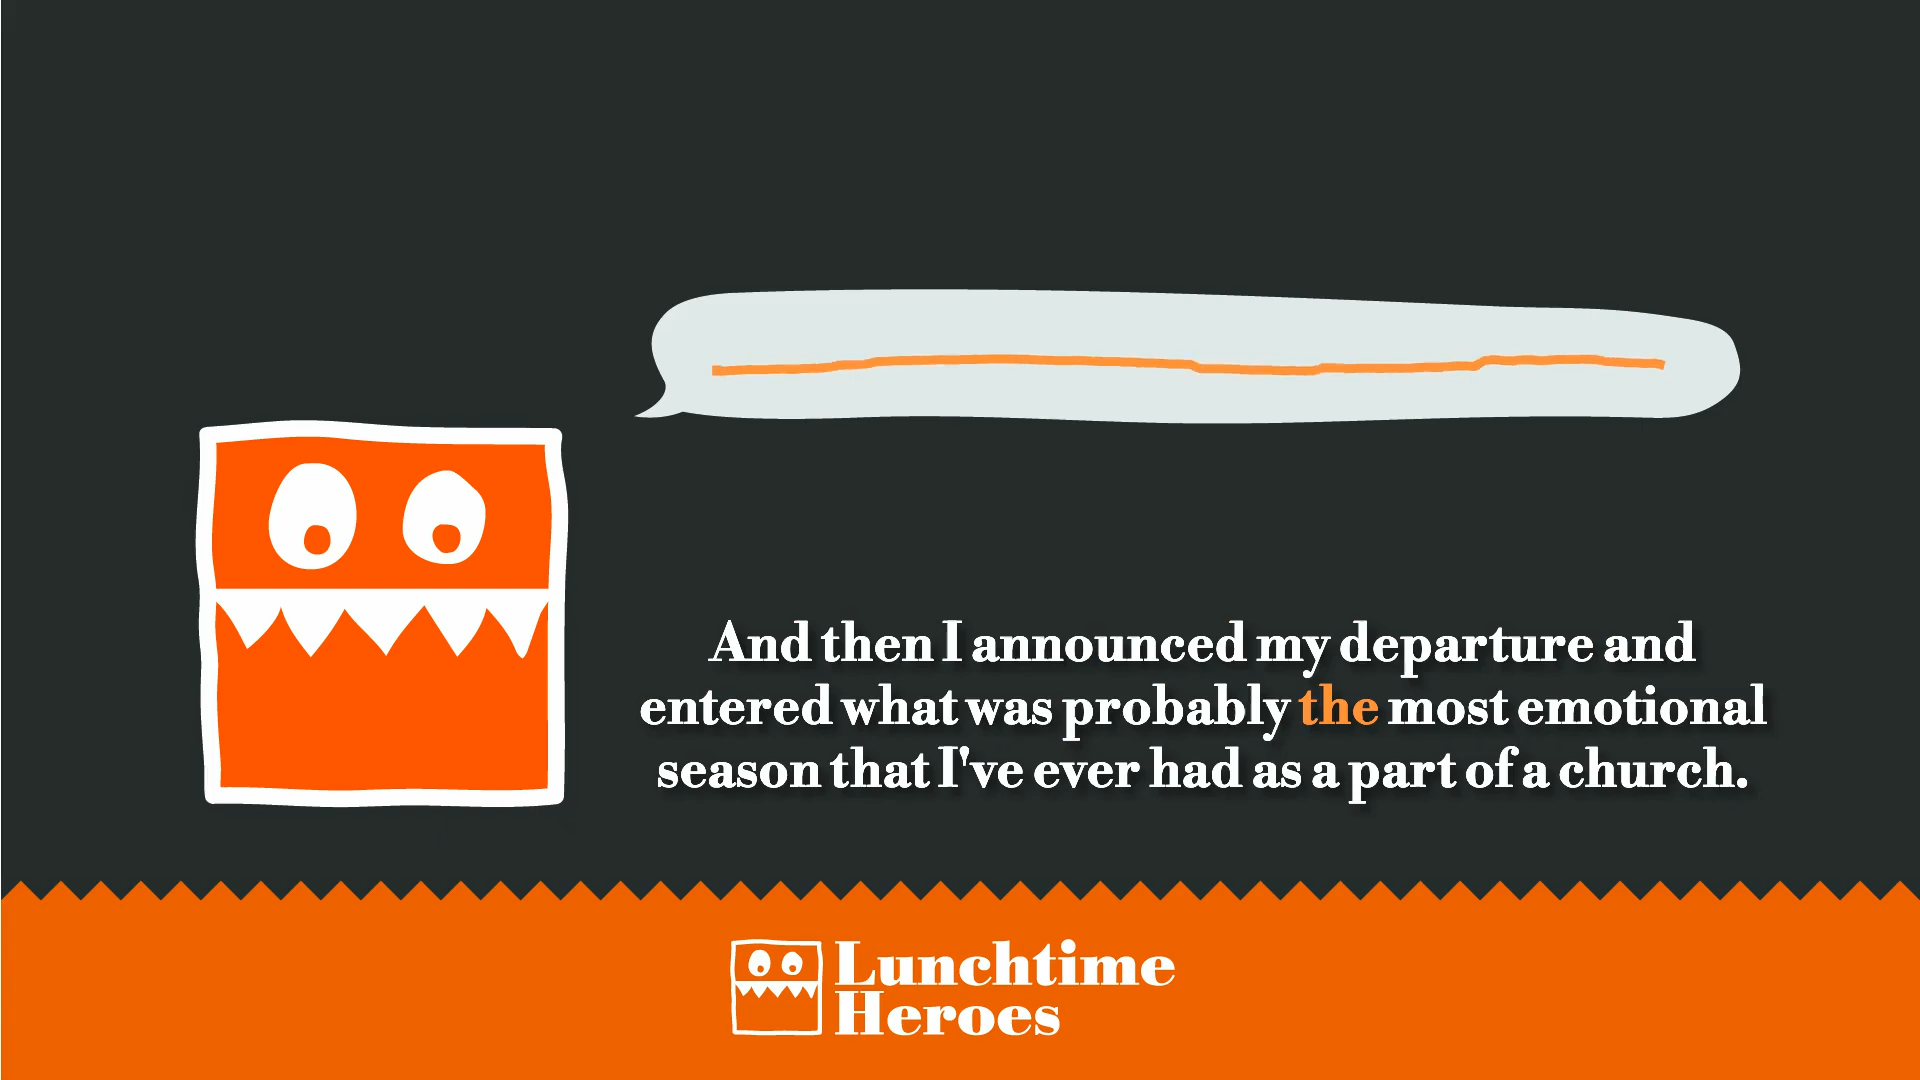 And then I announced my departure and
entered what was probably the most emotional
season that I've ever had as a part of a church.
Lunchtime
Heroes